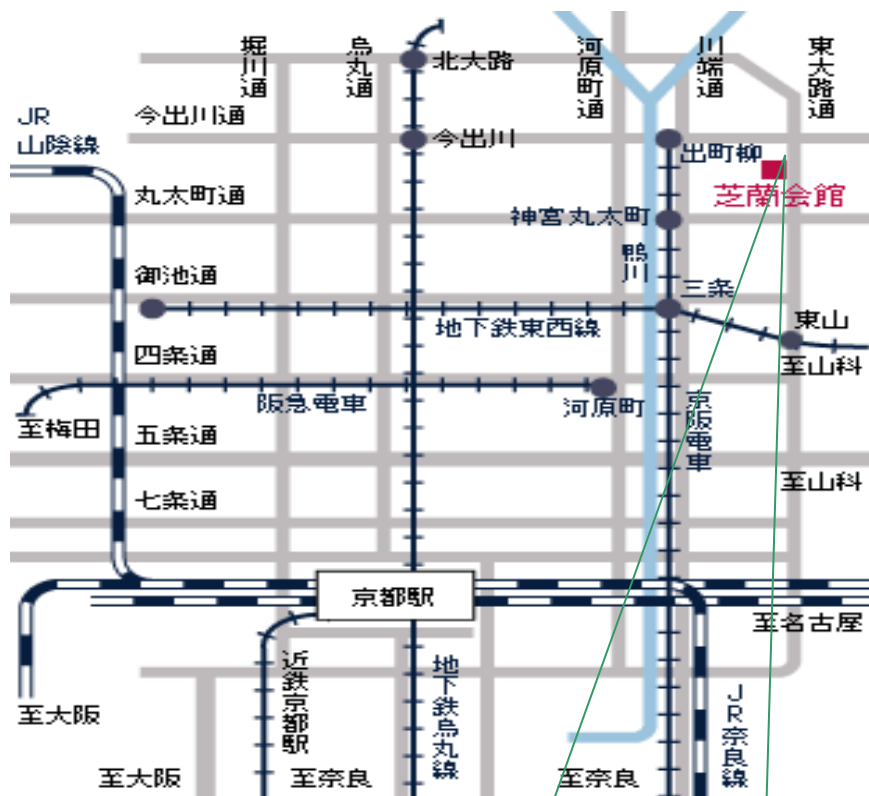 堀川通
烏丸通
河原町通
川端通
東大路通
北大路
JR
山陰線
今出川通
今出川
出町柳
芝蘭会館
丸太町通
神宮丸太町
鴨川
御池通
三条
地下鉄東西線
東山
至山科
四条通
阪急電車
河原町
京阪電車
至梅田
五条通
至山科
七条通
京都駅
至名古屋
近鉄京都駅
地下鉄烏丸線
JR奈良線
至大阪
至大阪
至奈良
至奈良